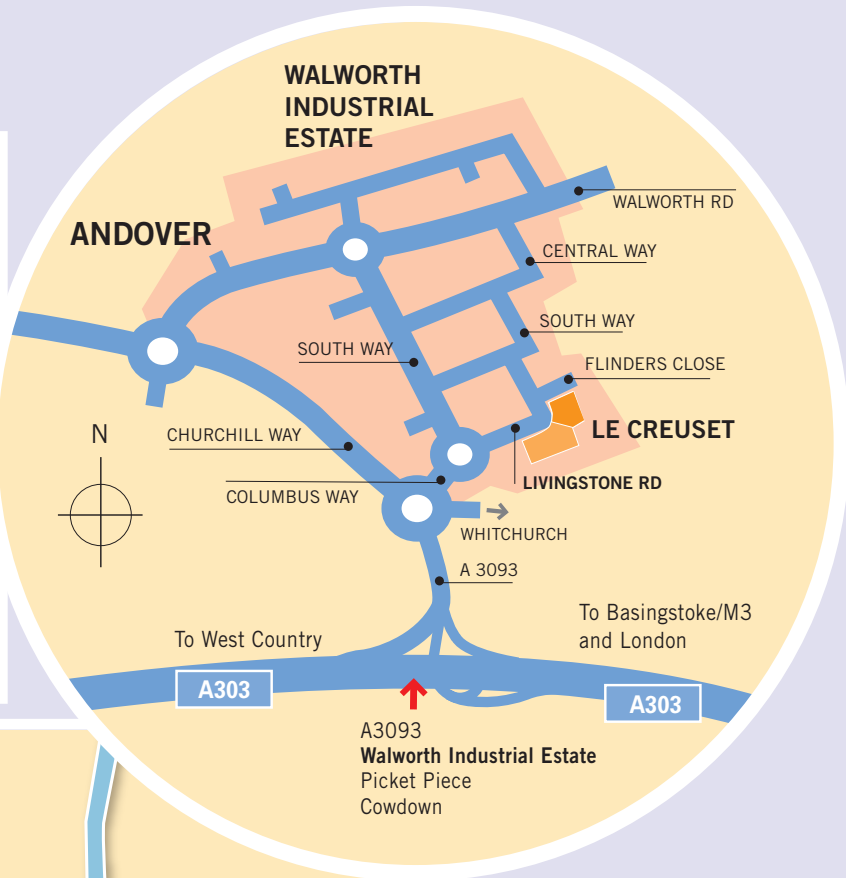 WALWORTH
INDUSTRIAL
ESTATE
WALWORTH RD
ANDOVER
CENTRAL WAY
SOUTH WAY
SOUTH WAY
FLINDERS CLOSE
N
CHURCHILL WAY
LE CREUSET
LIVINGSTONE RD
COLUMBUS WAY
WHITCHURCH
A 3093
To West Country
To Basingstoke/M3
and London
A303
A303
A3093
Walworth Industrial Estate
Picket Piece
Cowdown